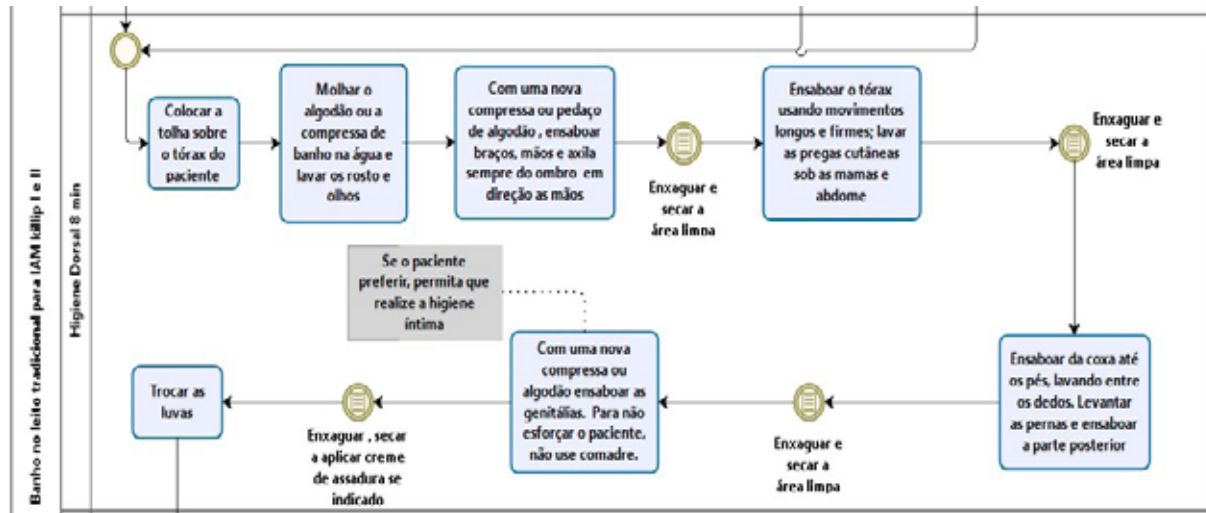 Banho no leito tradicional para IAM killip I e II
Higiene Dorsal 8 min
Colocar a
tolha sobre
o tórax do
paciente
Molhar o
algodão ou a
compressa de
banho na água e
lavar os rosto e
olhos
Com uma nova
compressa ou pedaço
de algodão , ensaboar
braços, mãos e axila
sempre do ombro em
direção as mãos
Enxaguar e
secar a
área limpa
Ensaboar o tórax
usando movimentos
longos e firmes; lavar
as pregas cutâneas
sob as mamas e
abdome
Enxaguar e
secar a
área limpa
Ensaboar da coxa até
os pés, lavando entre
os dedos. Levantar
as pernas e ensaboar
a parte posterior
Enxaguar e
secar a
área limpa
Com uma nova
compressa ou
algodão ensaboar as
genitálias. Para não
esforçar o paciente,
não use comadre.
Se o paciente
preferir, permita que
realize a higiene
íntima
Enxaguar , secar
a aplicar creme
de assadura se
indicado
Trocar as
luvas